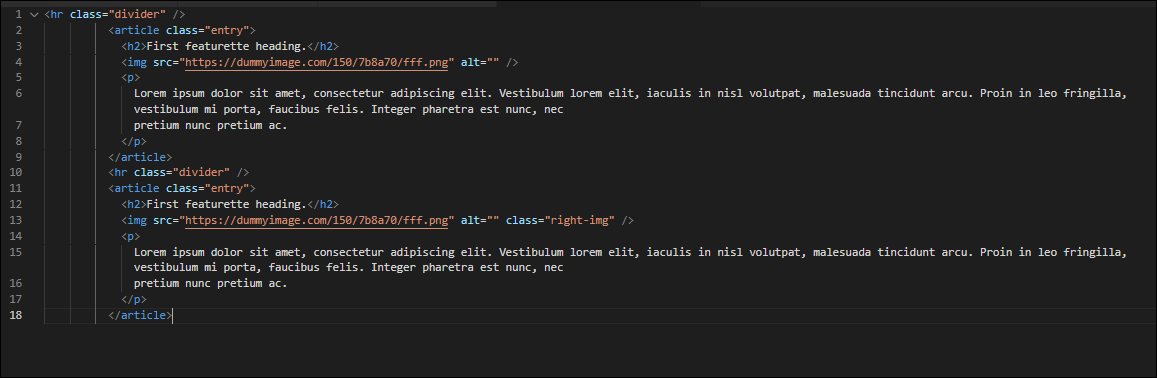 1 <hr class="divider" />
2 <article class="entry">
3 <h2>First featurette heading.</h2>
4 <img src="https://dummyimage.com/150/7b8a70/fff.png" alt="" />
5 <p>
6 Lorem ipsum dolor sit amet, consectetur adipiscing elit. Vestibulum lorem elit, iaculis in nisl volutpat, malesuada tincidunt arcu. Proin in leo fringilla,
vestibulum mi porta, faucibus felis. Integer pharetra est nunc, nec
7 pretium nunc pretium ac.
8 </p>
9 </article>
10 <hr class="divider" />
11 <article class="entry">
12 <h2>First featurette heading.</h2>
13 <img src="https://dummyimage.com/150/7b8a70/fff.png" alt="" class="right-img" />
14 <p>
15 Lorem ipsum dolor sit amet, consectetur adipiscing elit. Vestibulum lorem elit, iaculis in nisl volutpat, malesuada tincidunt arcu. Proin in leo fringilla,
vestibulum mi porta, faucibus felis. Integer pharetra est nunc, nec
16 pretium nunc pretium ac.
17 </p>
18 </article>